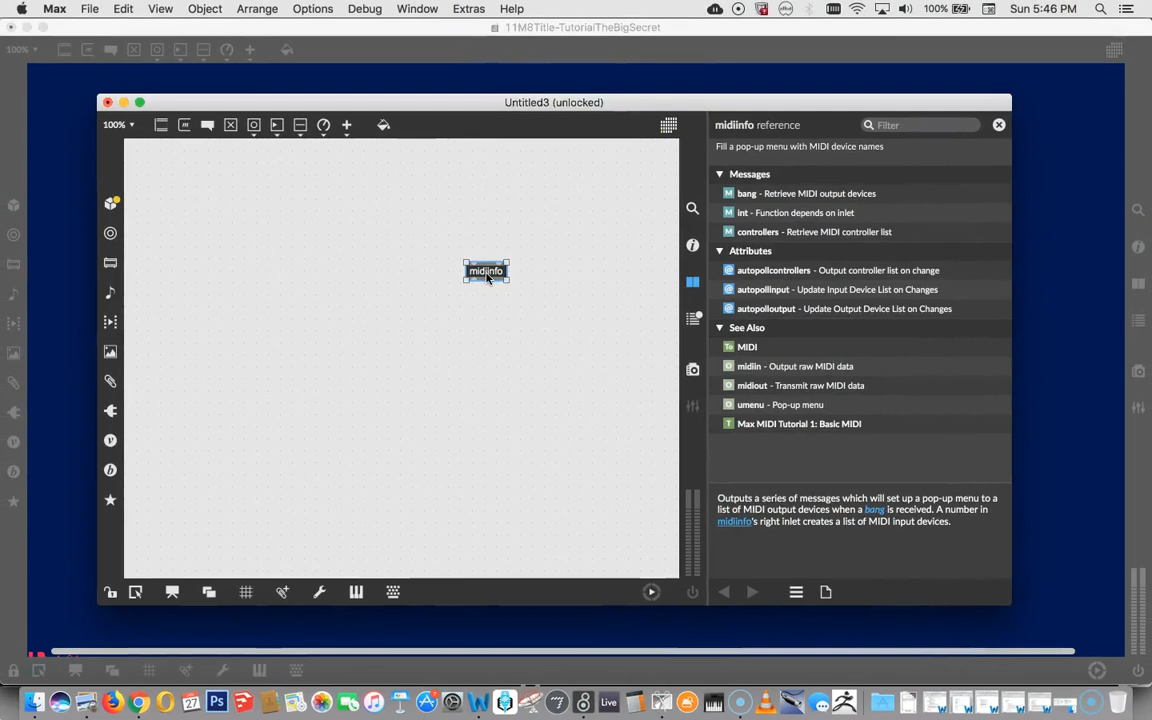 Max File Edit View Object Arrange Options Debug Window Extras Help 100% Sun 5:46 PM
11M8Title-TutorialTheBigSecret
100%
Untitled3 (unlocked)
100%
midiinfo reference
Filter
Fill a pop-up menu with MIDI device names
Messages
M bang - Retrieve MIDI output devices
M int - Function depends on inlet
M controllers - Retrieve MIDI controller list
Attributes
@ autopollcontrollers - Output controller list on change
@ autopollinput - Update Input Device List on Changes
@ autopolloutput - Update Output Device List on Changes
See Also
To MIDI
O midiin - Output raw MIDI data
O midiout - Transmit raw MIDI data
O umenu - Pop-up menu
T Max MIDI Tutorial 1: Basic MIDI
midiinfo
Outputs a series of messages which will set up a pop-up menu to a
list of MIDI output devices when a bang is received. A number in
midiinfo's right inlet creates a list of MIDI input devices.
27
Ps
8
Live